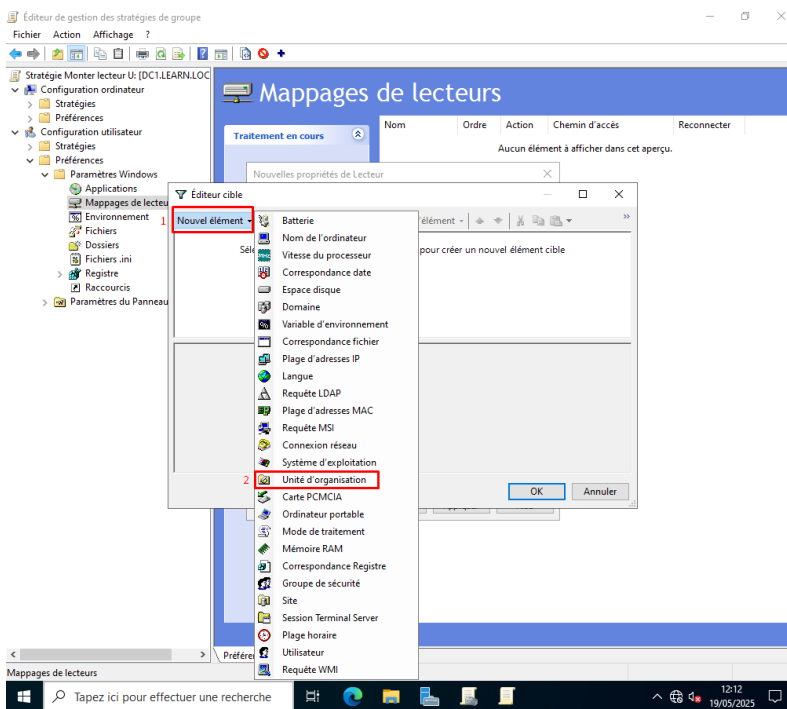 Éditeur de gestion des stratégies de groupe
Fichier Action Affichage ?
Stratégie Monter lecteur U: [DC1.LEARN.LOC
Configuration ordinateur
Stratégies
Préférences
Configuration utilisateur
Stratégies
Préférences
Paramètres Windows
Applications
Mappages de lecteu
Environnement
Fichiers
Dossiers
Fichiers .ini
Registre
Raccourcis
Paramètres du Panneau
Mappages de lecteurs
Traitement en cours
Nom Ordre Action Chemin d'accès Reconnecter
Aucun élément à afficher dans cet aperçu.
Nouvelles propriétés de Lecteur
Éditeur cible
1
Nouvel élément
'élément
Séle
pour créer un nouvel élément cible
Batterie
Nom de l'ordinateur
Vitesse du processeur
Correspondance date
Espace disque
Domaine
Variable d'environnement
Correspondance fichier
Plage d'adresses IP
Langue
Requête LDAP
Plage d'adresses MAC
Requête MSI
Connexion réseau
Système d'exploitation
2 Unité d'organisation
Carte PCMCIA
Ordinateur portable
Mode de traitement
Mémoire RAM
Correspondance Registre
Groupe de sécurité
Site
Session Terminal Server
Plage horaire
Utilisateur
Requête WMI
OK Annuler
Préfére
Mappages de lecteurs
Tapez ici pour effectuer une recherche
12:12
19/05/2025